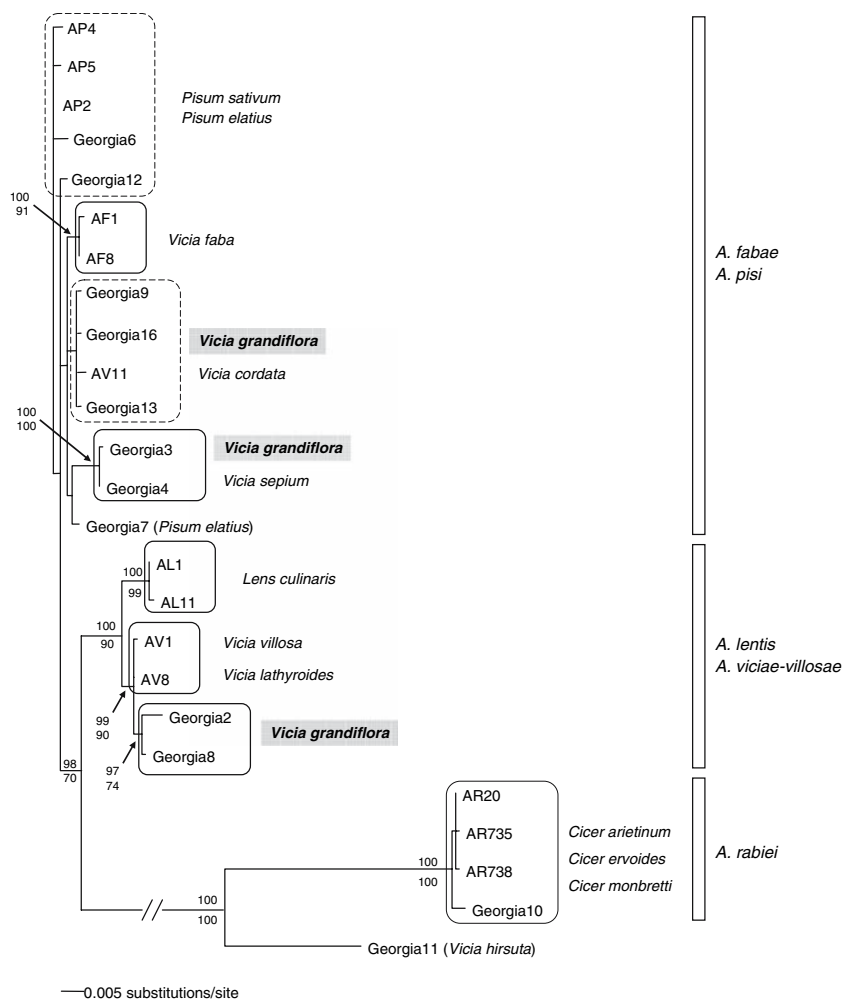 AP4
AP5
AP2
Georgia6
Georgia12
Pisum sativum
Pisum elatius
100
91
AF1
AF8
Vicia faba
Georgia9
Georgia16
AV11
Georgia13
Vicia grandiflora
Vicia cordata
100
100
Georgia3
Georgia4
Vicia grandiflora
Vicia sepium
Georgia7 (Pisum elatius)
A. fabae
A. pisi
100
99
AL1
AL11
Lens culinaris
100
90
AV1
AV8
Vicia villosa
Vicia lathyroides
99
90
Georgia2
Georgia8
Vicia grandiflora
97
74
A. lentis
A. viciae-villosae
98
70
AR20
AR735
AR738
Georgia10
100
100
Cicer arietinum
Cicer ervoides
Cicer monbretti
A. rabiei
100
100
Georgia11 (Vicia hirsuta)
0.005 substitutions/site